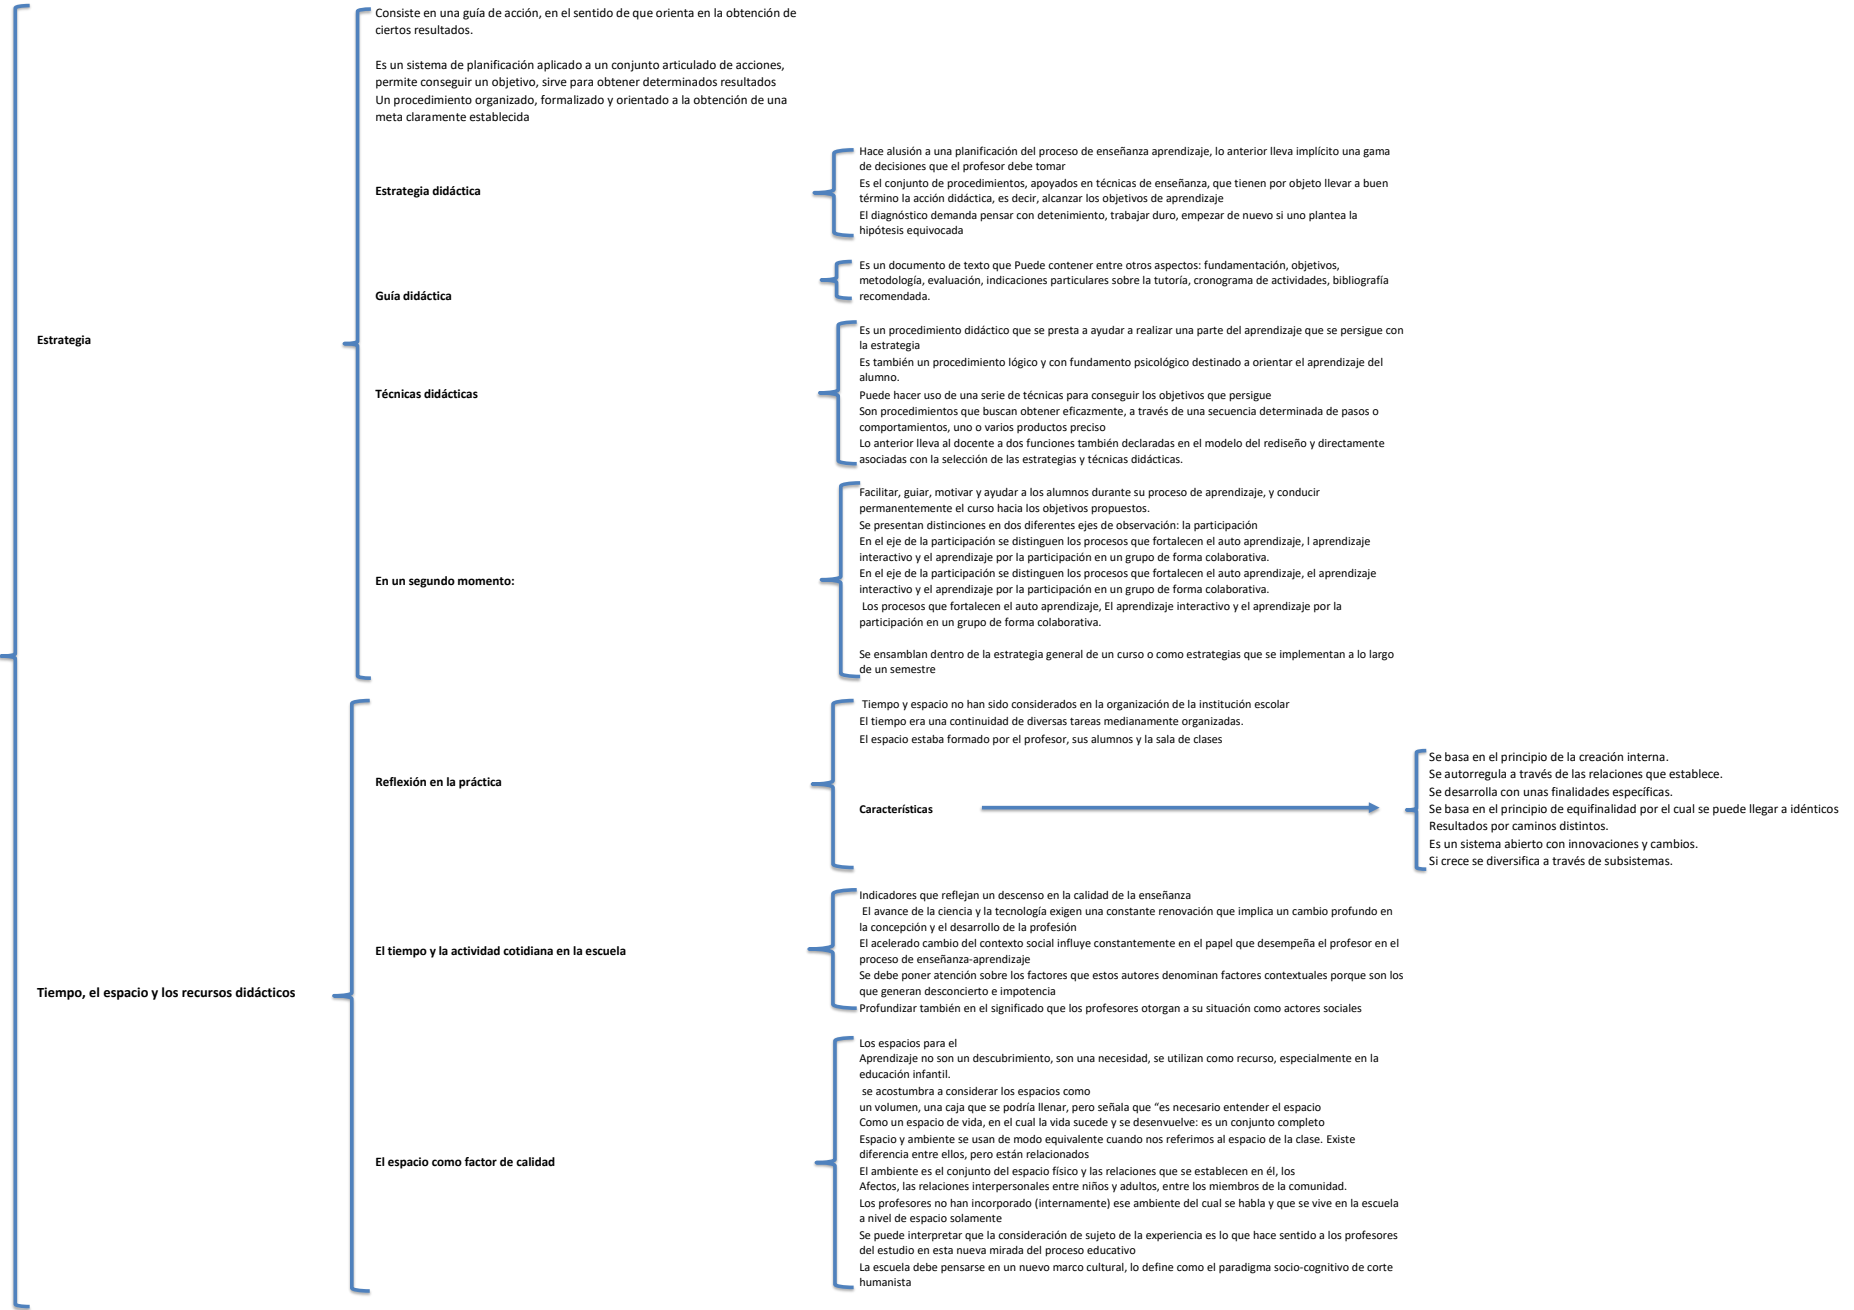 Consiste en una guía de acción, en el sentido de que orienta en la obtención de
ciertos resultados.
Es un sistema de planificación aplicado a un conjunto articulado de acciones,
permite conseguir un objetivo, sirve para obtener determinados resultados
Un procedimiento organizado, formalizado y orientado a la obtención de una
meta claramente establecida
Estrategia
Estrategia didáctica
Hace alusión a una planificación del proceso de enseñanza aprendizaje, lo anterior lleva implícito una gama
de decisiones que el profesor debe tomar
Es el conjunto de procedimientos, apoyados en técnicas de enseñanza, que tienen por objeto llevar a buen
término la acción didáctica, es decir, alcanzar los objetivos de aprendizaje
El diagnóstico demanda pensar con detenimiento, trabajar duro, empezar de nuevo si uno plantea la
hipótesis equivocada
Guía didáctica
Es un documento de texto que Puede contener entre otros aspectos: fundamentación, objetivos,
metodología, evaluación, indicaciones particulares sobre la tutoría, cronograma de actividades, bibliografía
recomendada.
Técnicas didácticas
Es un procedimiento didáctico que se presta a ayudar a realizar una parte del aprendizaje que se persigue con
la estrategia
Es también un procedimiento lógico y con fundamento psicológico destinado a orientar el aprendizaje del
alumno.
Puede hacer uso de una serie de técnicas para conseguir los objetivos que persigue
Son procedimientos que buscan obtener eficazmente, a través de una secuencia determinada de pasos o
comportamientos, uno o varios productos preciso
Lo anterior lleva al docente a dos funciones también declaradas en el modelo del rediseño y directamente
asociadas con la selección de las estrategias y técnicas didácticas.
En un segundo momento:
Facilitar, guiar, motivar y ayudar a los alumnos durante su proceso de aprendizaje, y conducir
permanentemente el curso hacia los objetivos propuestos.
Se presentan distinciones en dos diferentes ejes de observación: la participación
En el eje de la participación se distinguen los procesos que fortalecen el auto aprendizaje, l aprendizaje
interactivo y el aprendizaje por la participación en un grupo de forma colaborativa.
En el eje de la participación se distinguen los procesos que fortalecen el auto aprendizaje, el aprendizaje
interactivo y el aprendizaje por la participación en un grupo de forma colaborativa.
Los procesos que fortalecen el auto aprendizaje, El aprendizaje interactivo y el aprendizaje por la
participación en un grupo de forma colaborativa.
Se ensamblan dentro de la estrategia general de un curso o como estrategias que se implementan a lo largo
de un semestre
Tiempo, el espacio y los recursos didácticos
Reflexión en la práctica
Tiempo y espacio no han sido considerados en la organización de la institución escolar
El tiempo era una continuidad de diversas tareas medianamente organizadas.
El espacio estaba formado por el profesor, sus alumnos y la sala de clases
Características
Se basa en el principio de la creación interna.
Se autorregula a través de las relaciones que establece.
Se desarrolla con unas finalidades específicas.
Se basa en el principio de equifinalidad por el cual se puede llegar a idénticos
Resultados por caminos distintos.
Es un sistema abierto con innovaciones y cambios.
Si crece se diversifica a través de subsistemas.
El tiempo y la actividad cotidiana en la escuela
Indicadores que reflejan un descenso en la calidad de la enseñanza
El avance de la ciencia y la tecnología exigen una constante renovación que implica un cambio profundo en
la concepción y el desarrollo de la profesión
El acelerado cambio del contexto social influye constantemente en el papel que desempeña el profesor en el
proceso de enseñanza-aprendizaje
Se debe poner atención sobre los factores que estos autores denominan factores contextuales porque son los
que generan desconcierto e impotencia
Profundizar también en el significado que los profesores otorgan a su situación como actores sociales
El espacio como factor de calidad
Los espacios para el
Aprendizaje no son un descubrimiento, son una necesidad, se utilizan como recurso, especialmente en la
educación infantil.
se acostumbra a considerar los espacios como
un volumen, una caja que se podría llenar, pero señala que “es necesario entender el espacio
Como un espacio de vida, en el cual la vida sucede y se desenvuelve: es un conjunto completo
Espacio y ambiente se usan de modo equivalente cuando nos referimos al espacio de la clase. Existe
diferencia entre ellos, pero están relacionados
El ambiente es el conjunto del espacio físico y las relaciones que se establecen en él, los
Afectos, las relaciones interpersonales entre niños y adultos, entre los miembros de la comunidad.
Los profesores no han incorporado (internamente) ese ambiente del cual se habla y que se vive en la escuela
a nivel de espacio solamente
Se puede interpretar que la consideración de sujeto de la experiencia es lo que hace sentido a los profesores
del estudio en esta nueva mirada del proceso educativo
La escuela debe pensarse en un nuevo marco cultural, lo define como el paradigma socio-cognitivo de corte
humanista